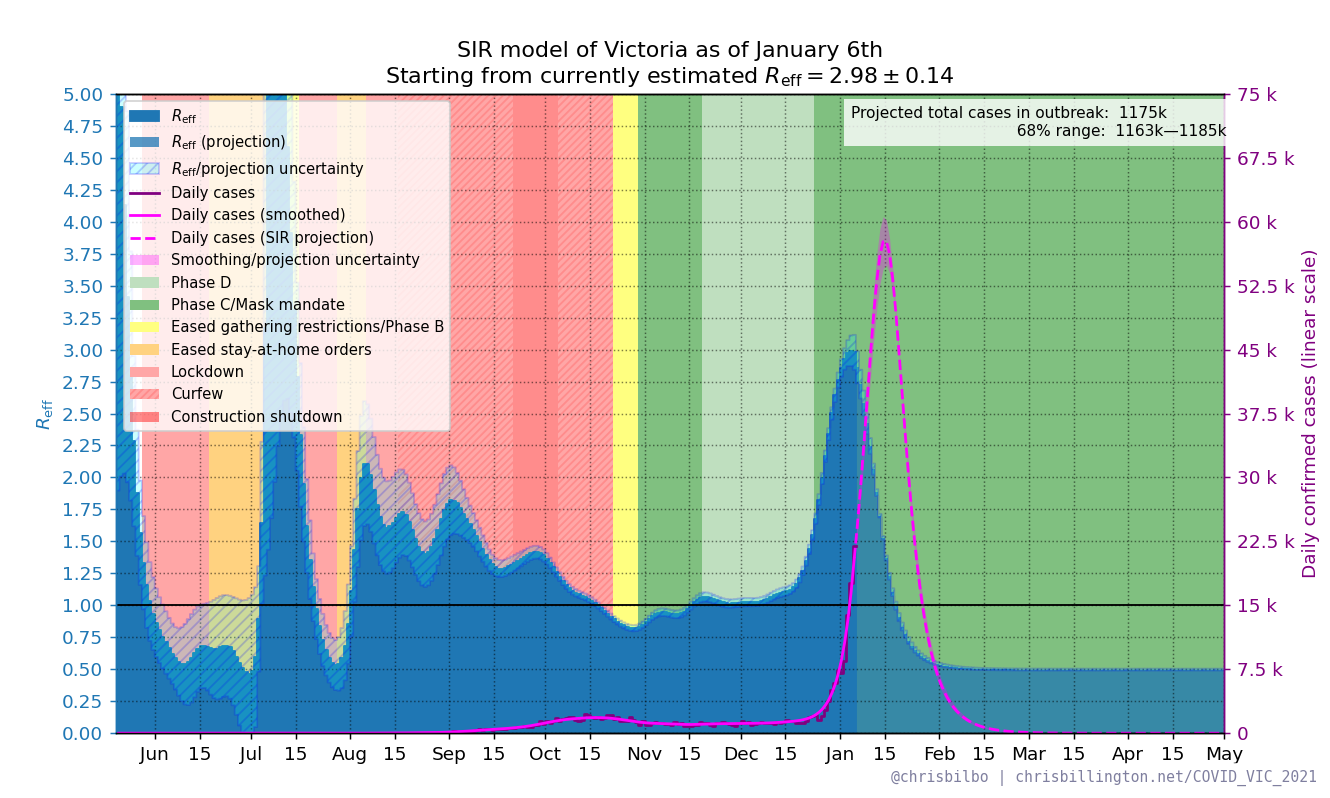 SIR model of Victoria as of January 6th
Starting from currently estimated R_eff = 2.98 ± 0.14
Projected total cases in outbreak: 1175k
68% range: 1163k—1185k
R_eff
R_eff (projection)
R_eff/projection uncertainty
Daily cases
Daily cases (smoothed)
Daily cases (SIR projection)
Smoothing/projection uncertainty
Phase D
Phase C/Mask mandate
Eased gathering restrictions/Phase B
Eased stay-at-home orders
Lockdown
Curfew
Construction shutdown
R_eff
5.00
4.75
4.50
4.25
4.00
3.75
3.50
3.25
3.00
2.75
2.50
2.25
2.00
1.75
1.50
1.25
1.00
0.75
0.50
0.25
0.00
75 k
67.5 k
60 k
52.5 k
45 k
37.5 k
30 k
22.5 k
15 k
7.5 k
0
Daily confirmed cases (linear scale)
Jun 15 Jul 15 Aug 15 Sep 15 Oct 15 Nov 15 Dec 15 Jan 15 Feb 15 Mar 15 Apr 15 May
@chrisbilbo | chrisbillington.net/COVID_VIC_2021